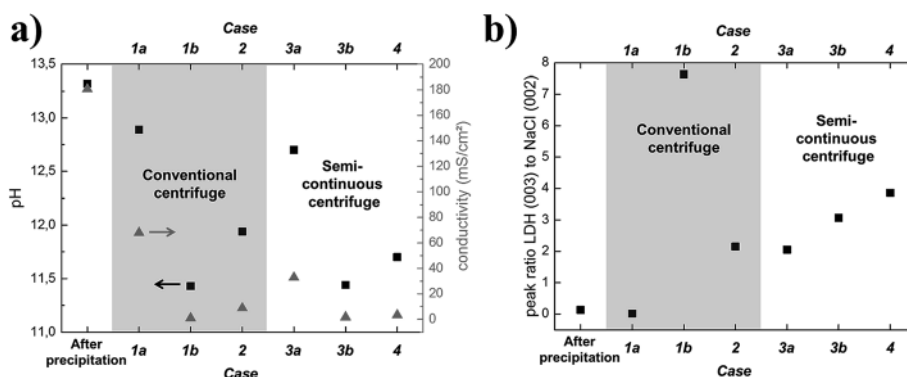 a)
Case
1a 1b 2 3a 3b 4
13,5
13,0
12,5
12,0
11,5
11,0
pH
200
180
160
140
120
100
80
60
40
20
0
conductivity (mS/cm²)
Conventional
centrifuge
Semi-
continuous
centrifuge
After
precipitation
1a 1b 2 3a 3b 4
Case
b)
Case
1a 1b 2 3a 3b 4
8
7
6
5
4
3
2
1
0
peak ratio LDH (003) to NaCl (002)
Conventional
centrifuge
Semi-
continuous
centrifuge
After
precipitation
1a 1b 2 3a 3b 4
Case